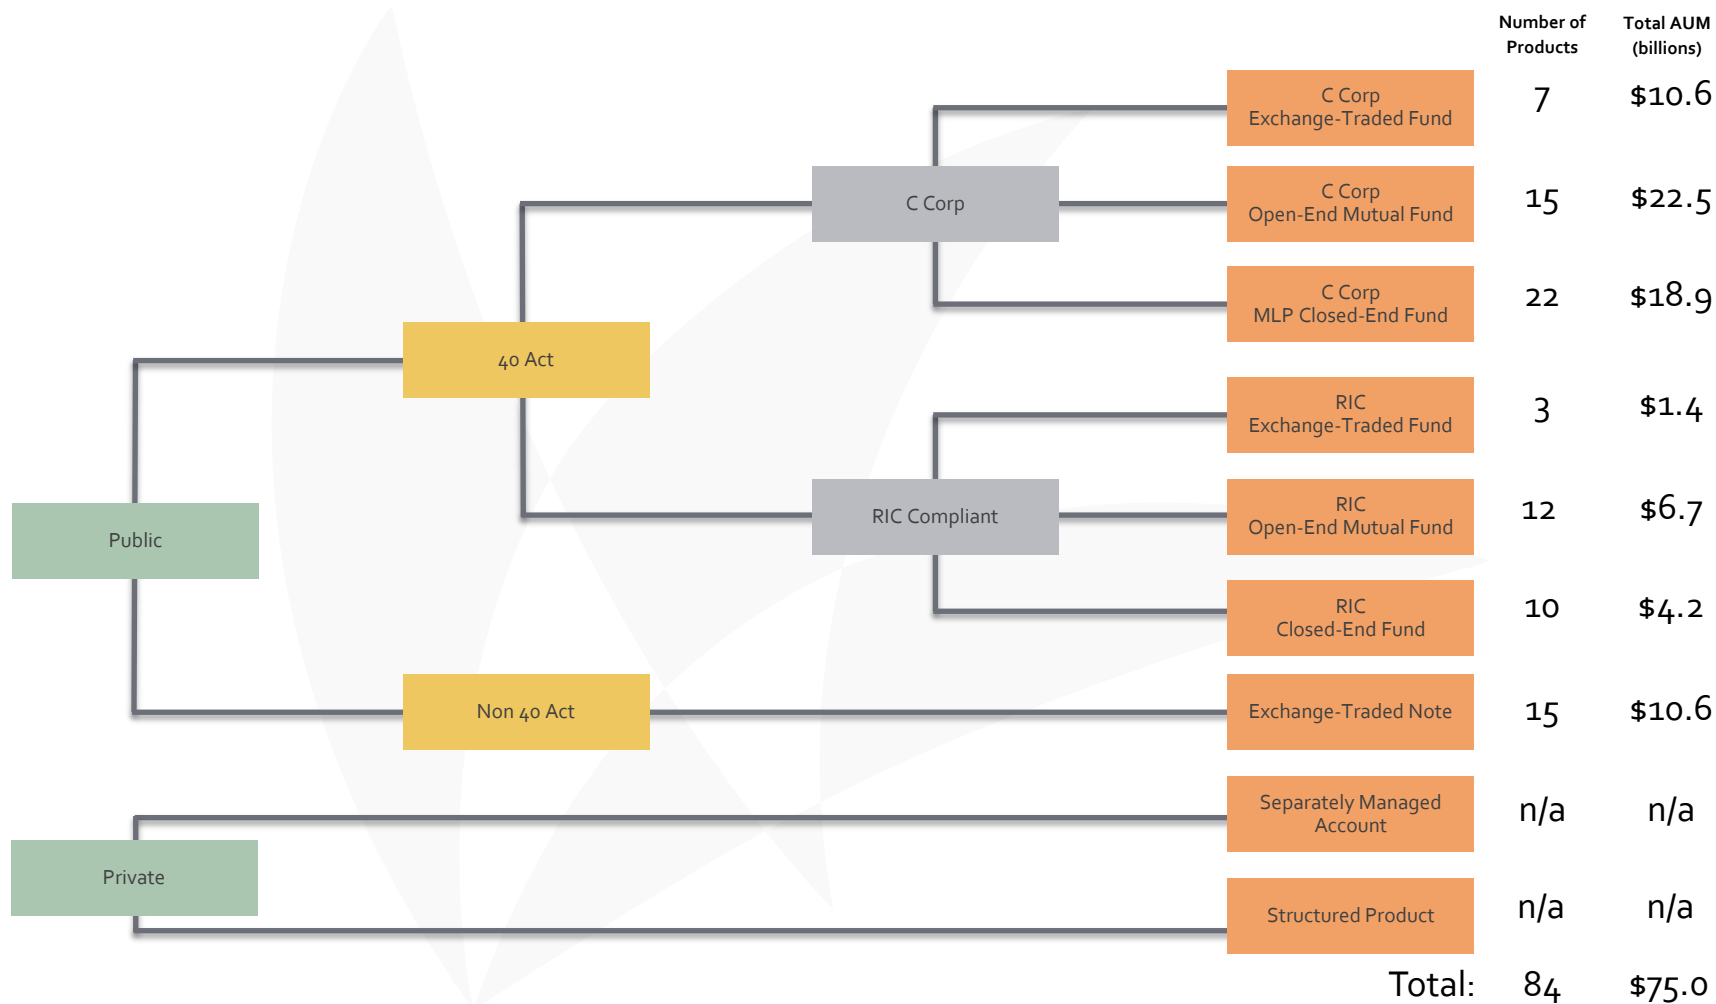 Number of Products
Total AUM (billions)
C Corp
Exchange-Traded Fund
7
$10.6
C Corp
C Corp
Open-End Mutual Fund
15
$22.5
C Corp
MLP Closed-End Fund
22
$18.9
40 Act
RIC
Exchange-Traded Fund
3
$1.4
RIC Compliant
RIC
Open-End Mutual Fund
12
$6.7
Public
RIC
Closed-End Fund
10
$4.2
Non 40 Act
Exchange-Traded Note
15
$10.6
Separately Managed
Account
n/a
n/a
Private
Structured Product
n/a
n/a
Total:
84
$75.0